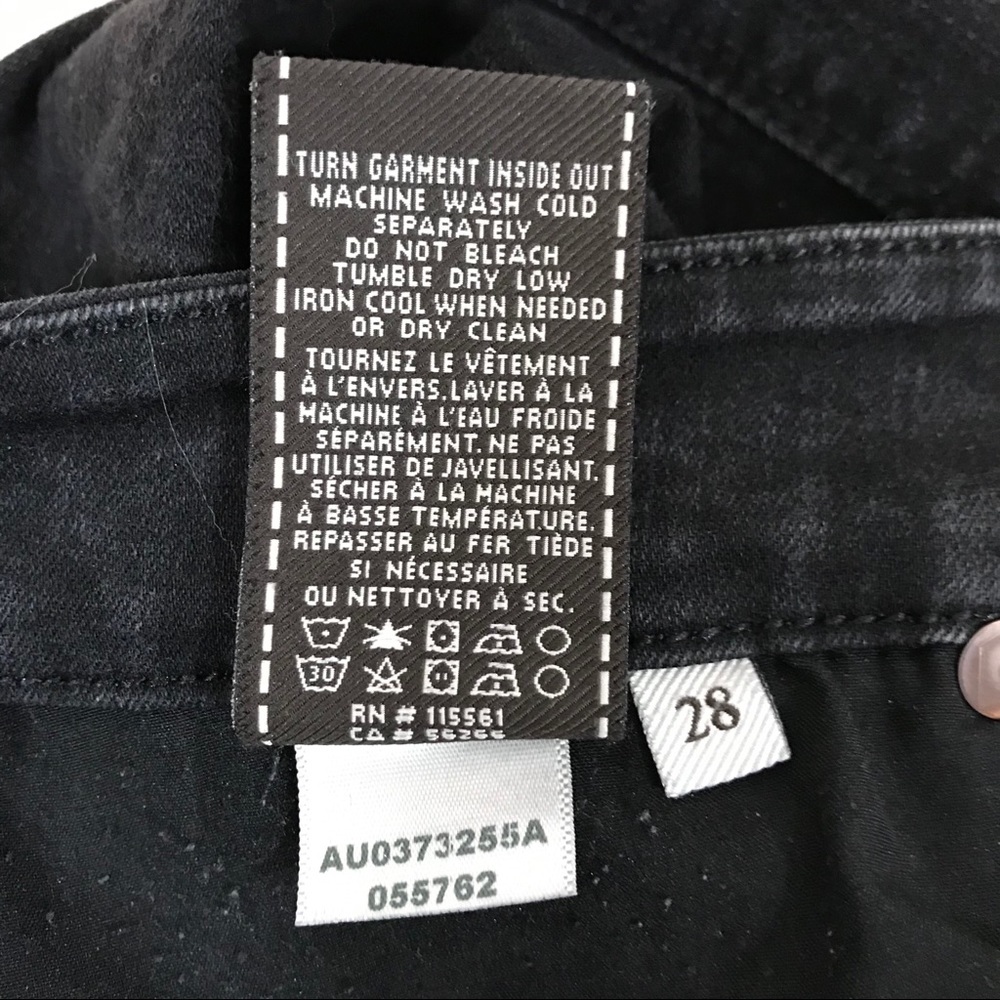 TURN GARMENT INSIDE OUT
MACHINE WASH COLD
SEPARATELY
DO NOT BLEACH
TUMBLE DRY LOW
IRON COOL WHEN NEEDED
OR DRY CLEAN
TOURNEZ LE VÊTEMENT
À L'ENVERS.LAVER À LA
MACHINE À L'EAU FROIDE
SÉPARÉMENT. NE PAS
UTILISER DE JAVELLISANT.
SÉCHER À LA MACHINE
À BASSE TEMPÉRATURE.
REPASSER AU FER TIÈDE
SI NÉCESSAIRE
OU NETTOYER À SEC.
30
RN # 115561
CA #
28
AU0373255A
055762